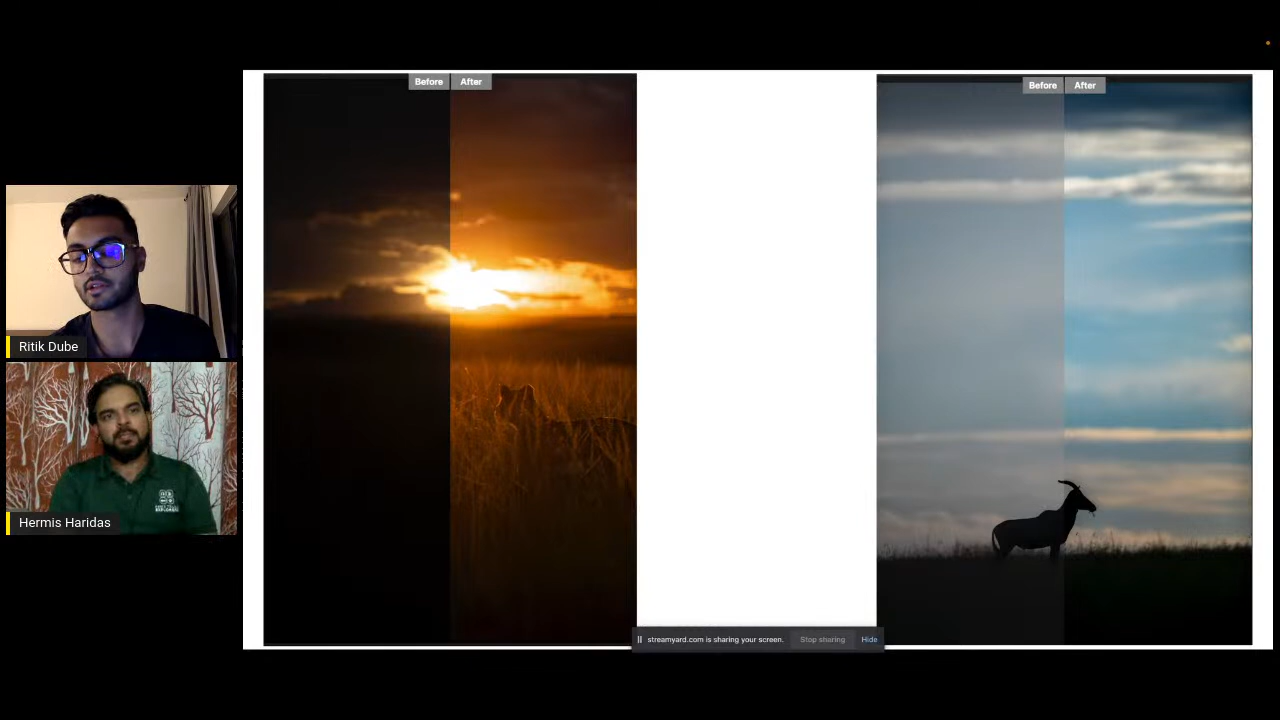 Before After
Before After
Ritik Dube
Hermis Haridas
streamyard.com is sharing your screen. Stop sharing Hide